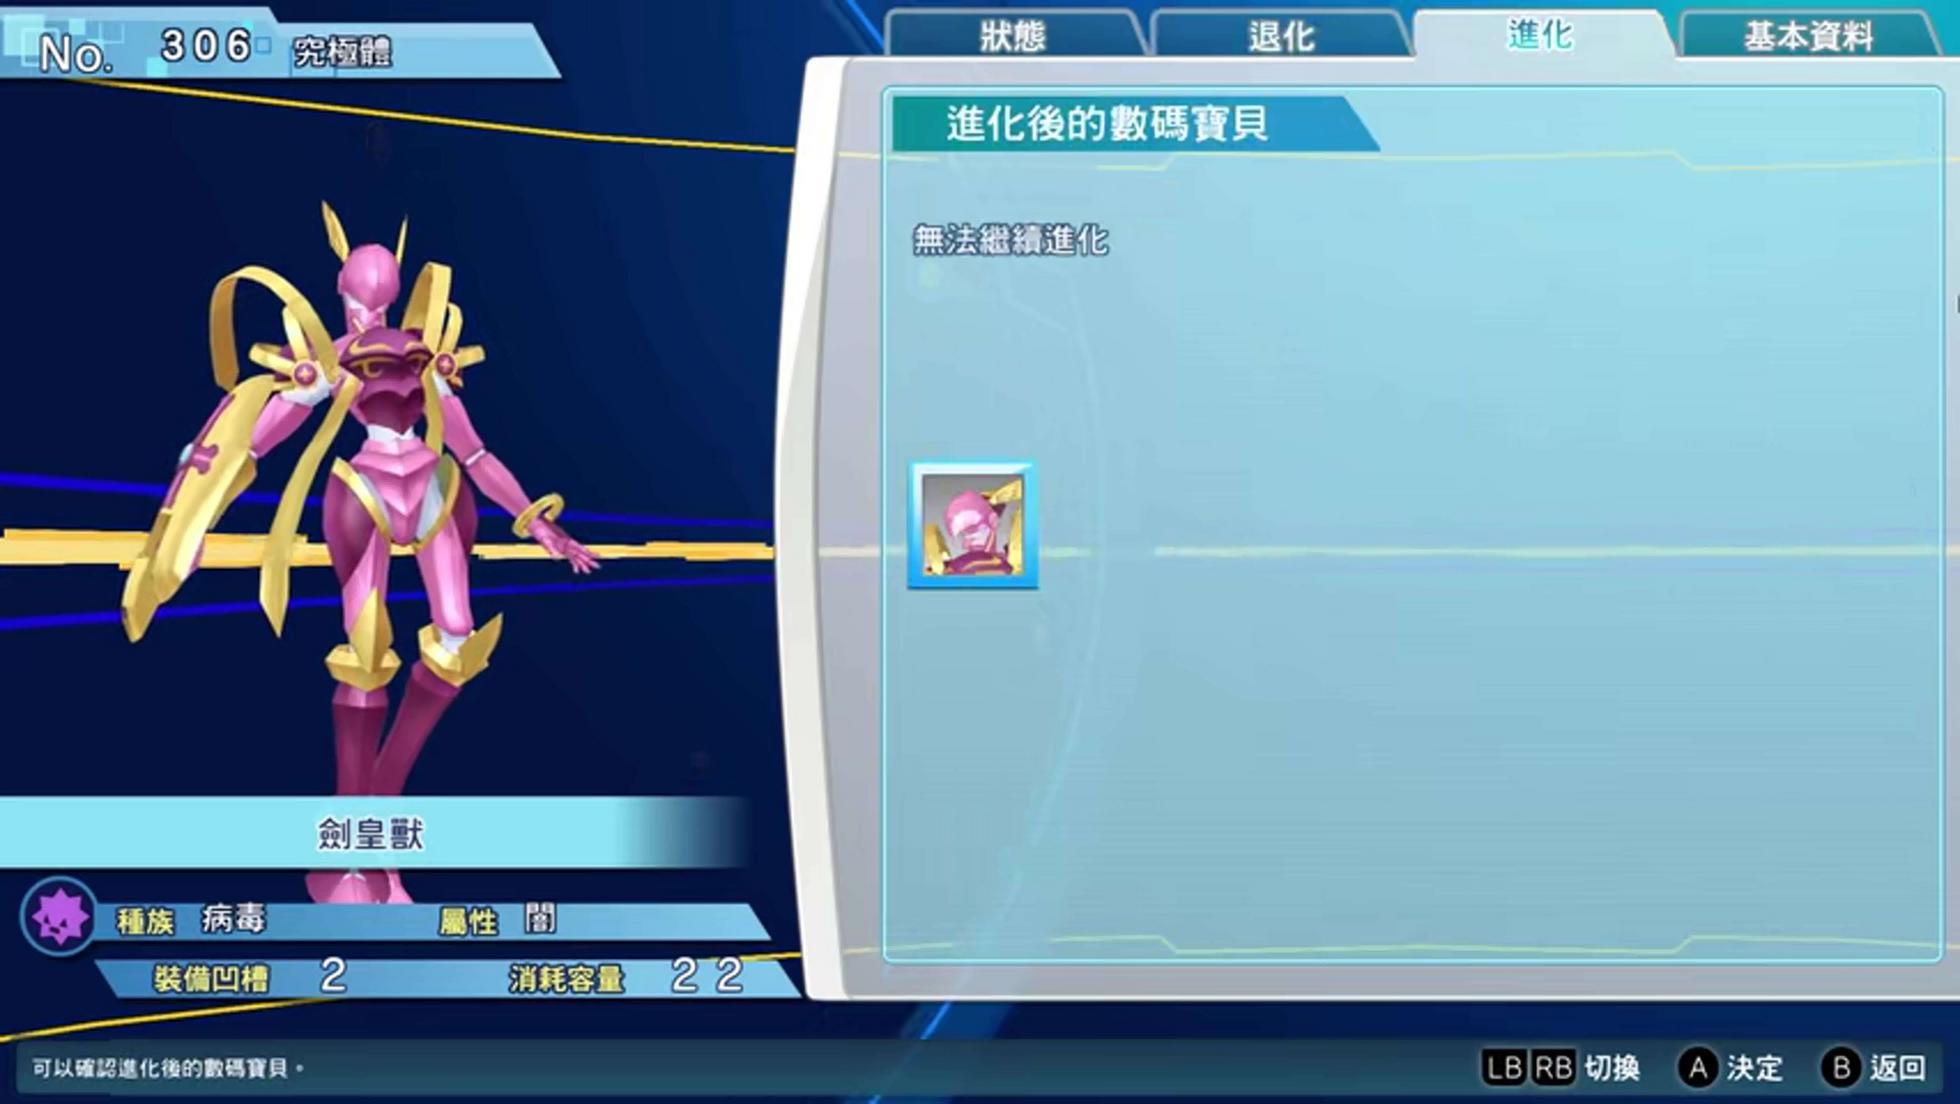 No. 306 究極體
狀態 退化 進化 基本資料
進化後的數碼寶貝
無法繼續進化
劍皇獸
種族 病毒 屬性 闇
裝備凹槽 2 消耗容量 22
可以確認進化後的數碼寶貝。
LB RB 切換 A 決定 B 返回